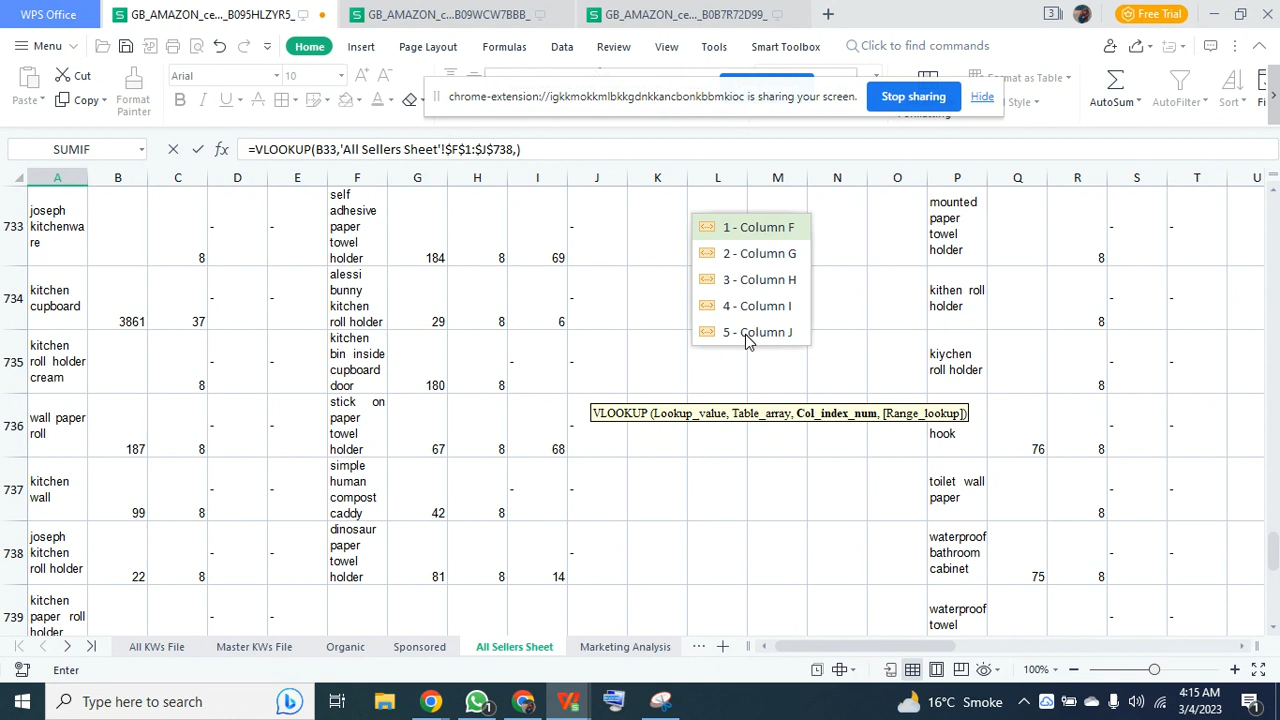 WPS Office
GB_AMAZON_ce..._B095HLZYR5_
GB_AMAZON_ce...B09WCW7BBB_
GB_AMAZON_ce..._B0B7R72D99_
3
Free Trial
Menu
Home
Insert
Formulas
Page Layout
Data
Review
View
Tools
Smart Toolbox
Click to find commands
Paste
Cut
Copy
Format
Painter
Arial
10
B I U A
chrome-extension://igkkmokkmlbkkgdnkkancbonkbbmkioc is sharing your screen.
Stop sharing
Hide
Format as Table
Style
AutoSum
AutoFilter
Sort
Fi
SUMIF
fx
=VLOOKUP(B33,'All Sellers Sheet'!$F$1:$J$738,)
A B C D E F G H I J K L M N O P Q R S T U
733 joseph kitchenwa re 8 - - self adhesive paper towel holder 184 8 69 - mounted paper towel holder 8 - -
734 kitchen cupboard 3861 37 - - alessi bunny kitchen roll holder 29 8 6 - kithen roll holder 8 - -
735 kitchen roll holder cream 8 - - kitchen bin inside cupboard door 180 8 - - kiychen roll holder 8 - -
736 wall paper roll 187 8 - - stick on paper towel holder 67 8 68 - hook 76 8 - -
737 kitchen wall 99 8 - - simple human compost caddy 42 8 - - toilet wall paper 8 - -
738 joseph kitchen roll holder 22 8 - - dinosaur paper towel holder 81 8 14 - waterproof bathroom cabinet 75 8 - -
739 kitchen paper roll holder - - - waterproof towel - -
1 - Column F
2 - Column G
3 - Column H
4 - Column I
5 - Column J
VLOOKUP (Lookup_value, Table_array, Col_index_num, [Range_lookup])
All KWs File
Master KWs File
Organic
Sponsored
All Sellers Sheet
Marketing Analysis
Enter
100%
Type here to search
1
16°C Smoke
4:15 AM
3/4/2023